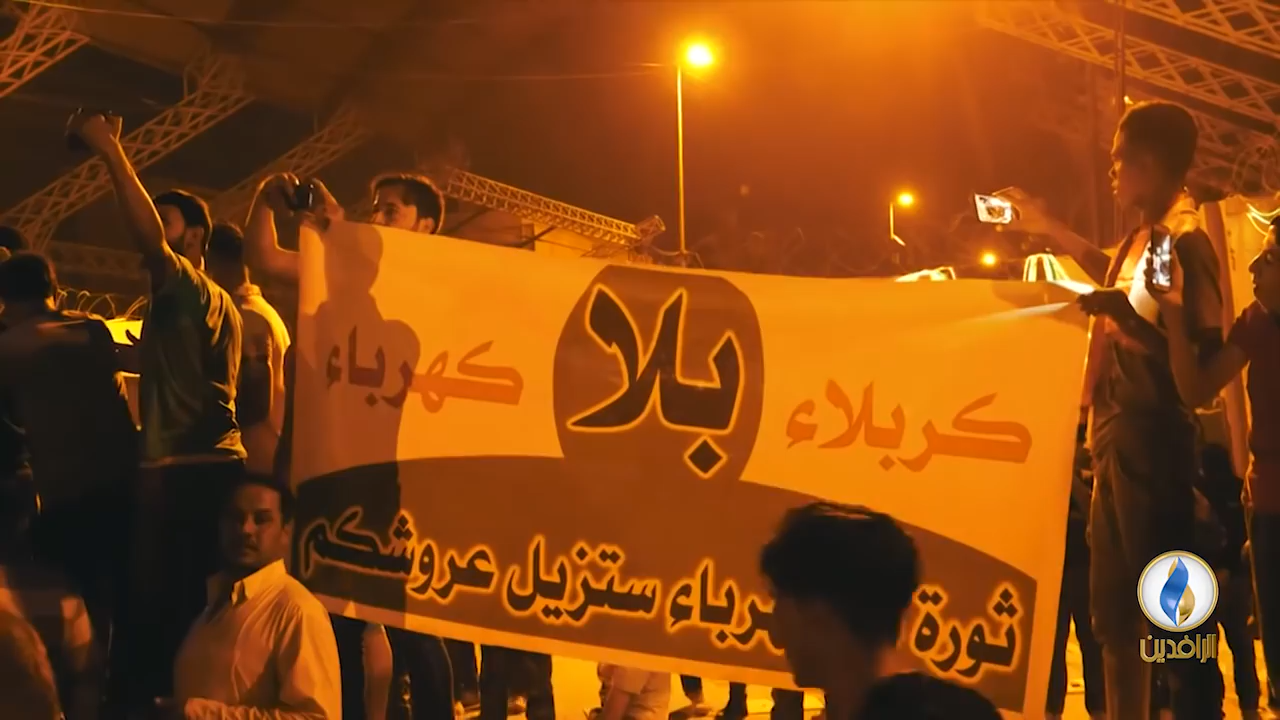 كربلاء بلا كهرباء
ثورة ستزيل عروشكم
الرافدين